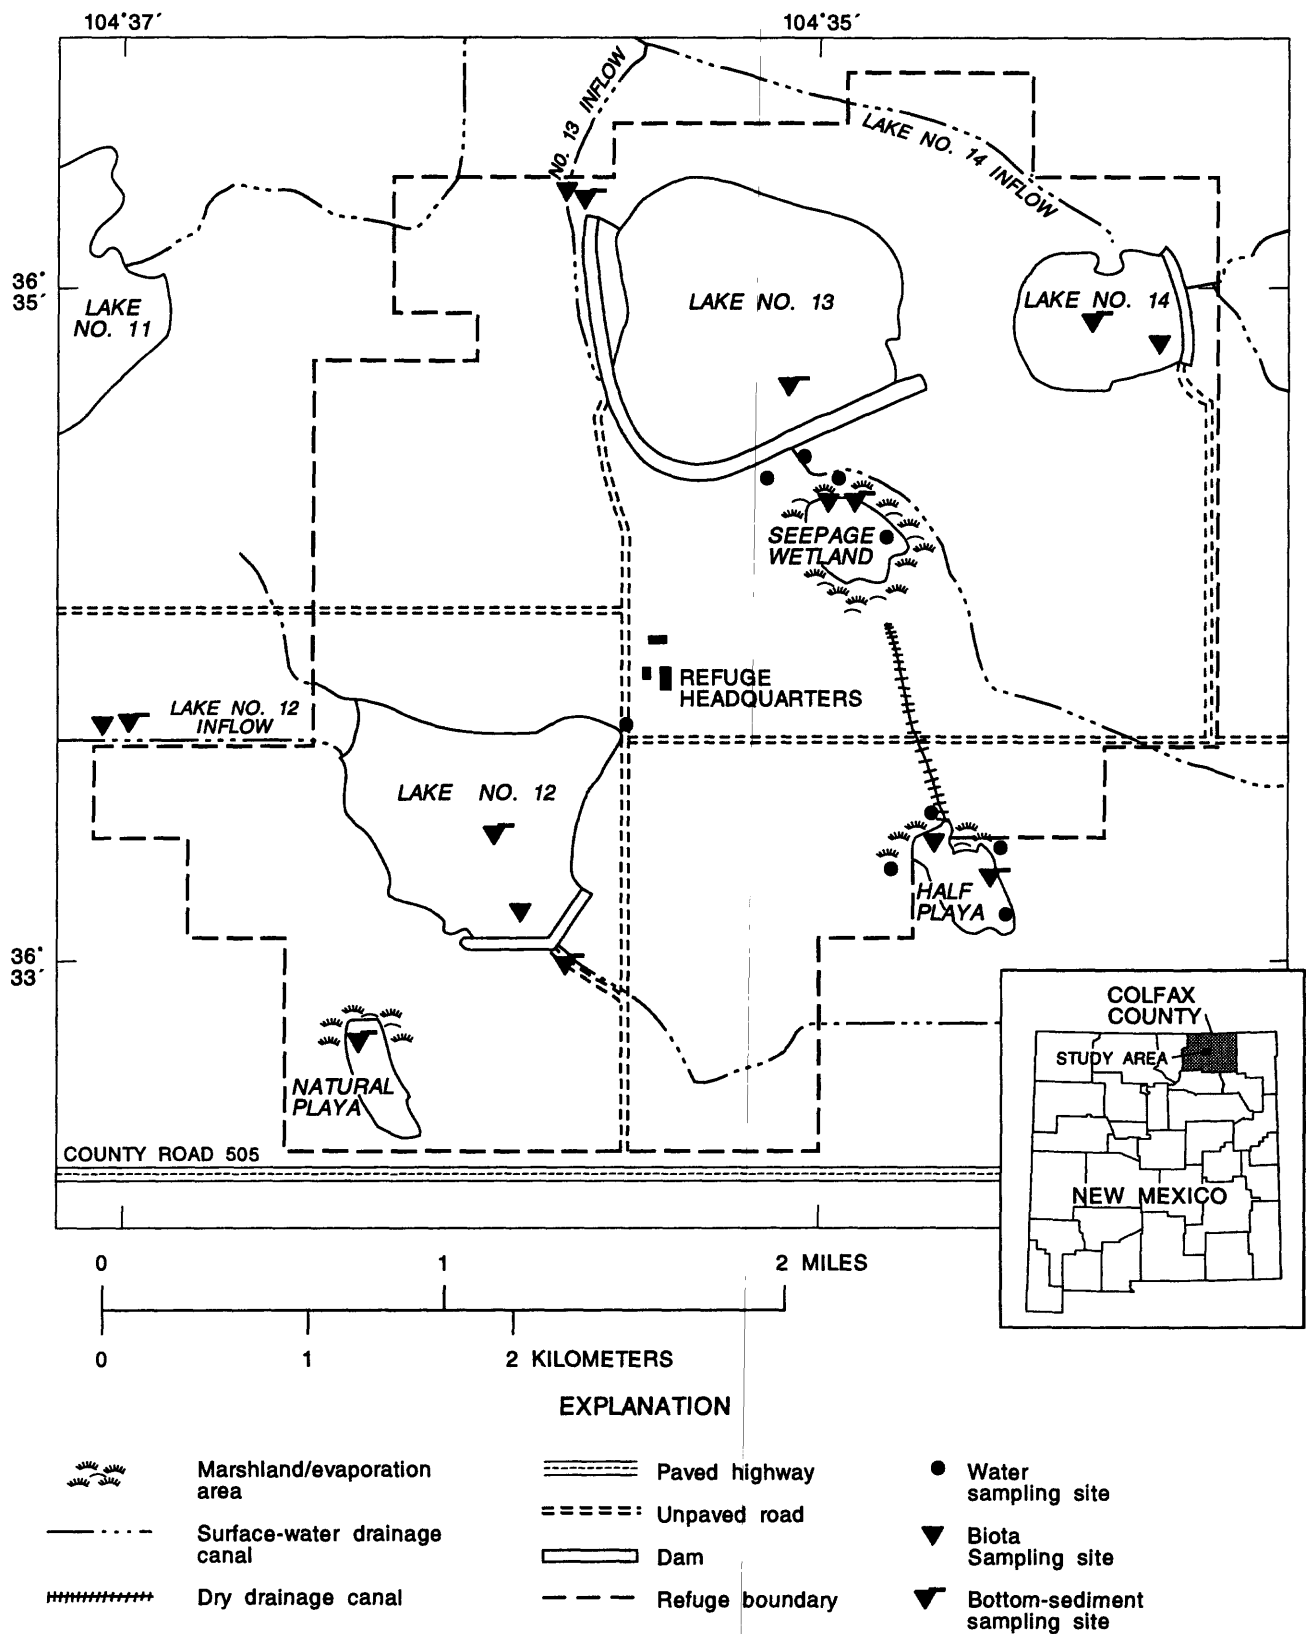 104°37′
104°35′
NO. 13 INFLOW
LAKE NO. 14 INFLOW
36°
35′
LAKE
NO. 11
LAKE NO. 13
LAKE NO. 14
SEEPAGE
WETLAND
REFUGE
HEADQUARTERS
LAKE NO. 12
INFLOW
LAKE NO. 12
HALF
PLAYA
36°
33′
NATURAL
PLAYA
COUNTY ROAD 505
COLFAX
COUNTY
STUDY AREA
NEW MEXICO
0 1 2 MILES
0 1 2 KILOMETERS
EXPLANATION
Marshland/evaporation
area
Surface-water drainage
canal
Dry drainage canal
Paved highway
Unpaved road
Dam
Refuge boundary
Water
sampling site
Biota
Sampling site
Bottom-sediment
sampling site